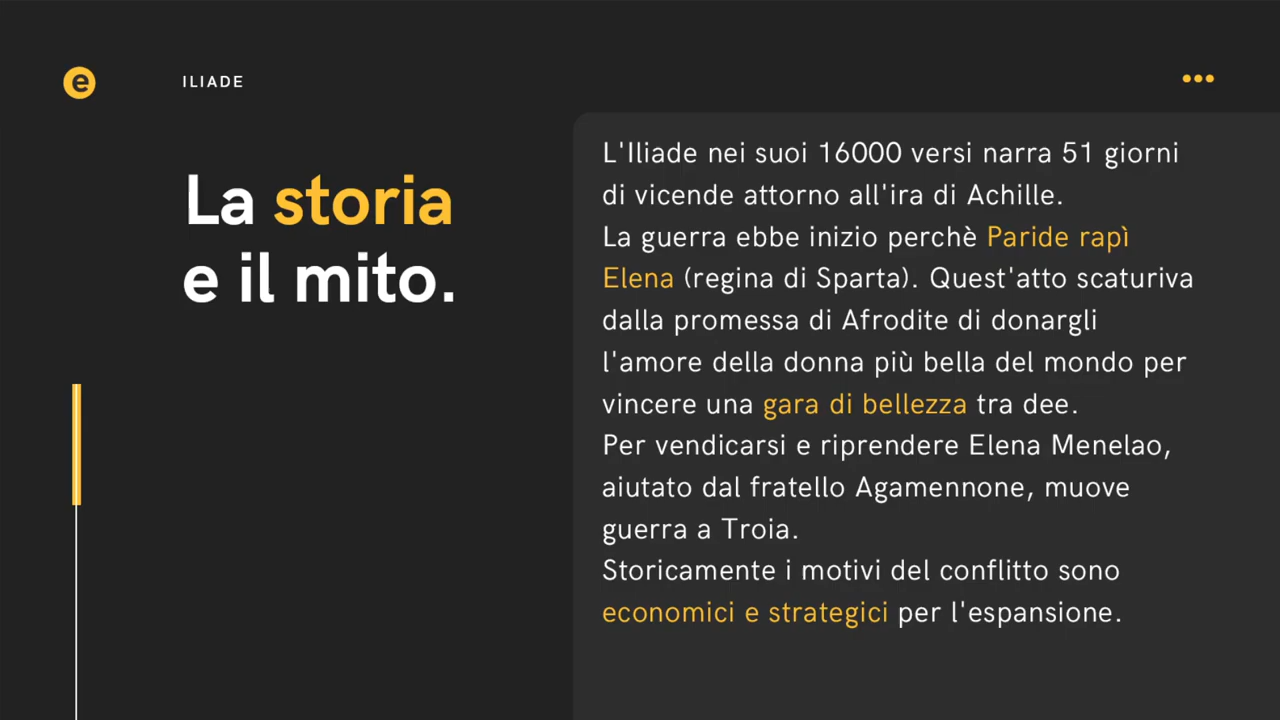 e
ILIADE
La storia
e il mito.
L'Iliade nei suoi 16000 versi narra 51 giorni
di vicende attorno all'ira di Achille.
La guerra ebbe inizio perchè Paride rapì
Elena (regina di Sparta). Quest'atto scaturiva
dalla promessa di Afrodite di donargli
l'amore della donna più bella del mondo per
vincere una gara di bellezza tra dee.
Per vendicarsi e riprendere Elena Menelao,
aiutato dal fratello Agamennone, muove
guerra a Troia.
Storicamente i motivi del conflitto sono
economici e strategici per l'espansione.